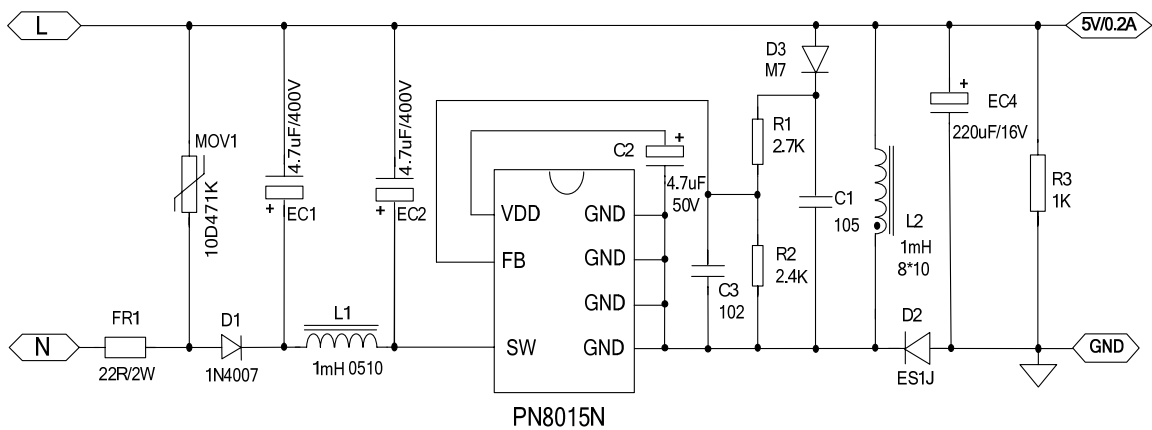 L
5V/0.2A
D3
M7
4.7uF/400V
4.7uF/400V
EC4
220uF/16V
MOV1
10D471K
R1
2.7K
C2
4.7uF
50V
EC1
EC2
VDD
FB
SW
GND
GND
GND
GND
PN8015N
C1
105
R3
1K
L2
1mH
8*10
R2
2.4K
C3
102
N
FR1
22R/2W
D1
1N4007
L1
1mH 0510
D2
ES1J
GND
+
+
+
+